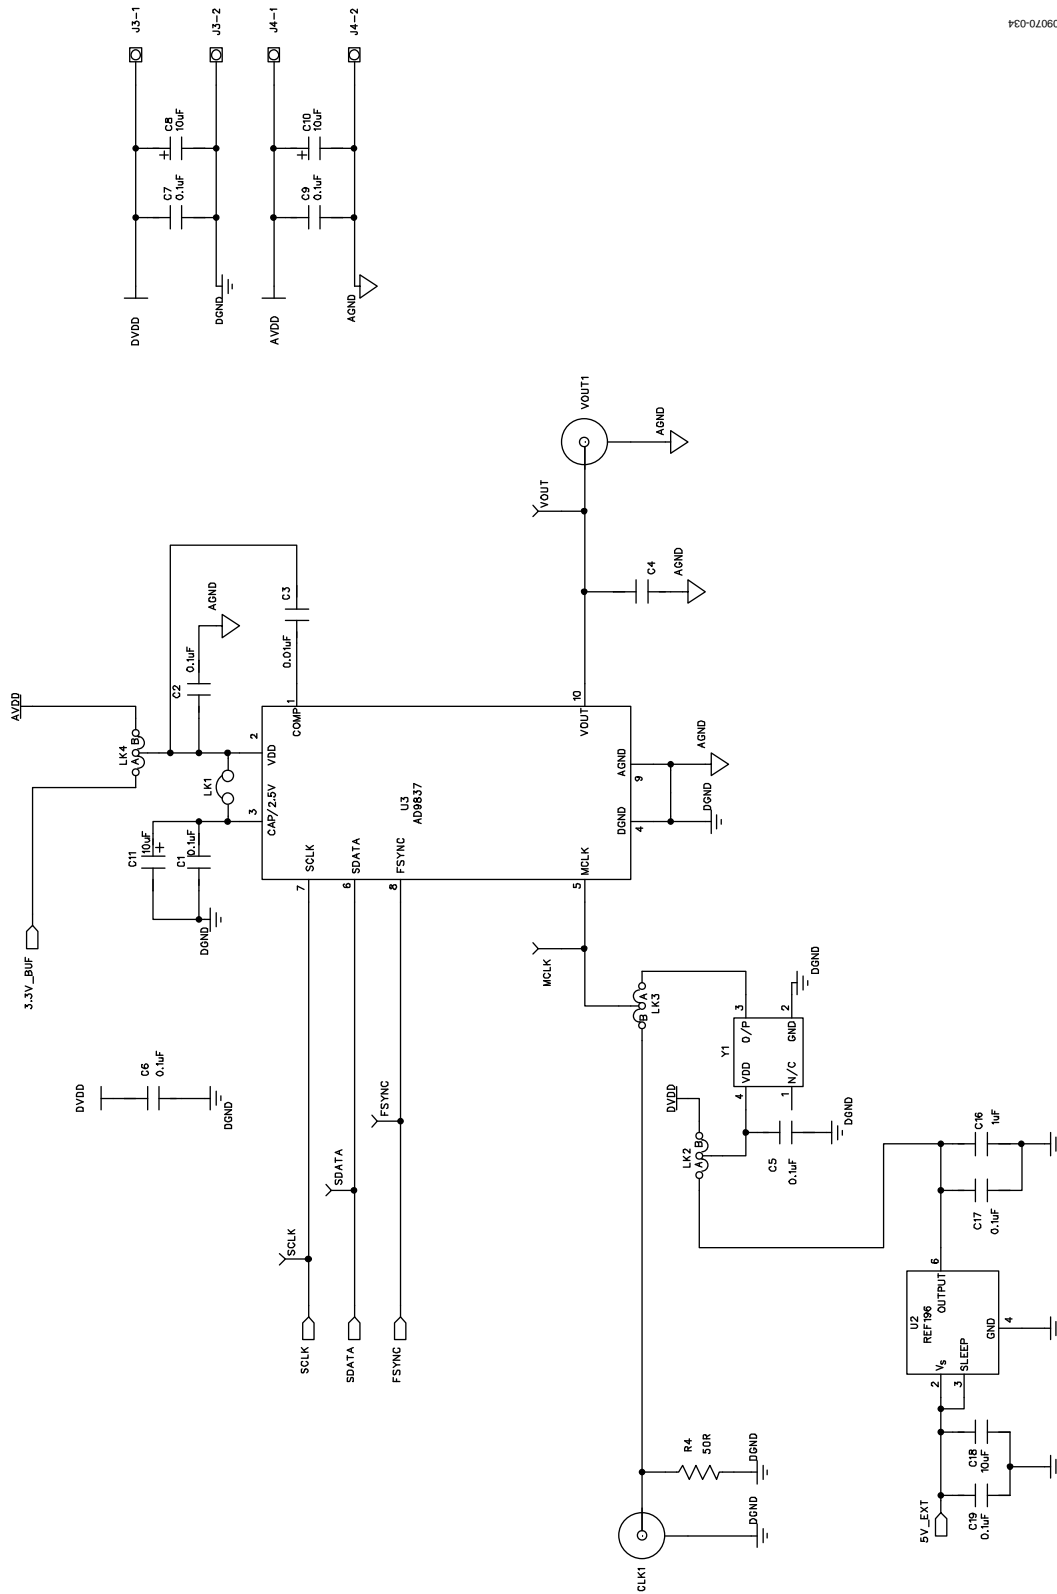 J3-1
J3-2
J4-1
J4-2
C8
10uF
+
C10
10uF
+
C7
0.1uF
C9
0.1uF
DVDD
DGND
AVDD
AGND
09070-034
AVDD
LK4
A
B
3.3V_BUF
C2
0.1uF
AGND
C3
0.01uF
LK1
C11
10uF
+
C1
0.1uF
DGND
3
CAP/2.5V
2
VDD
1
COMP
U3
AD9837
7
SCLK
6
SDATA
8
FSYNC
5
MCLK
4
DGND
9
AGND
10
VOUT
DGND
AGND
VOUT
VOUT1
AGND
C4
AGND
DVDD
C6
0.1uF
DGND
SCLK
SDATA
FSYNC
SCLK
SDATA
FSYNC
MCLK
LK3
B
A
Y1
3
O/P
2
GND
4
VDD
1
N/C
DGND
DVDD
LK2
A
B
C5
0.1uF
DGND
CLK1
R4
50R
DGND
DGND
5V_EXT
C19
0.1uF
C18
10uF
U2
REF196
2
Vs
3
SLEEP
6
OUTPUT
4
GND
C17
0.1uF
C16
1uF